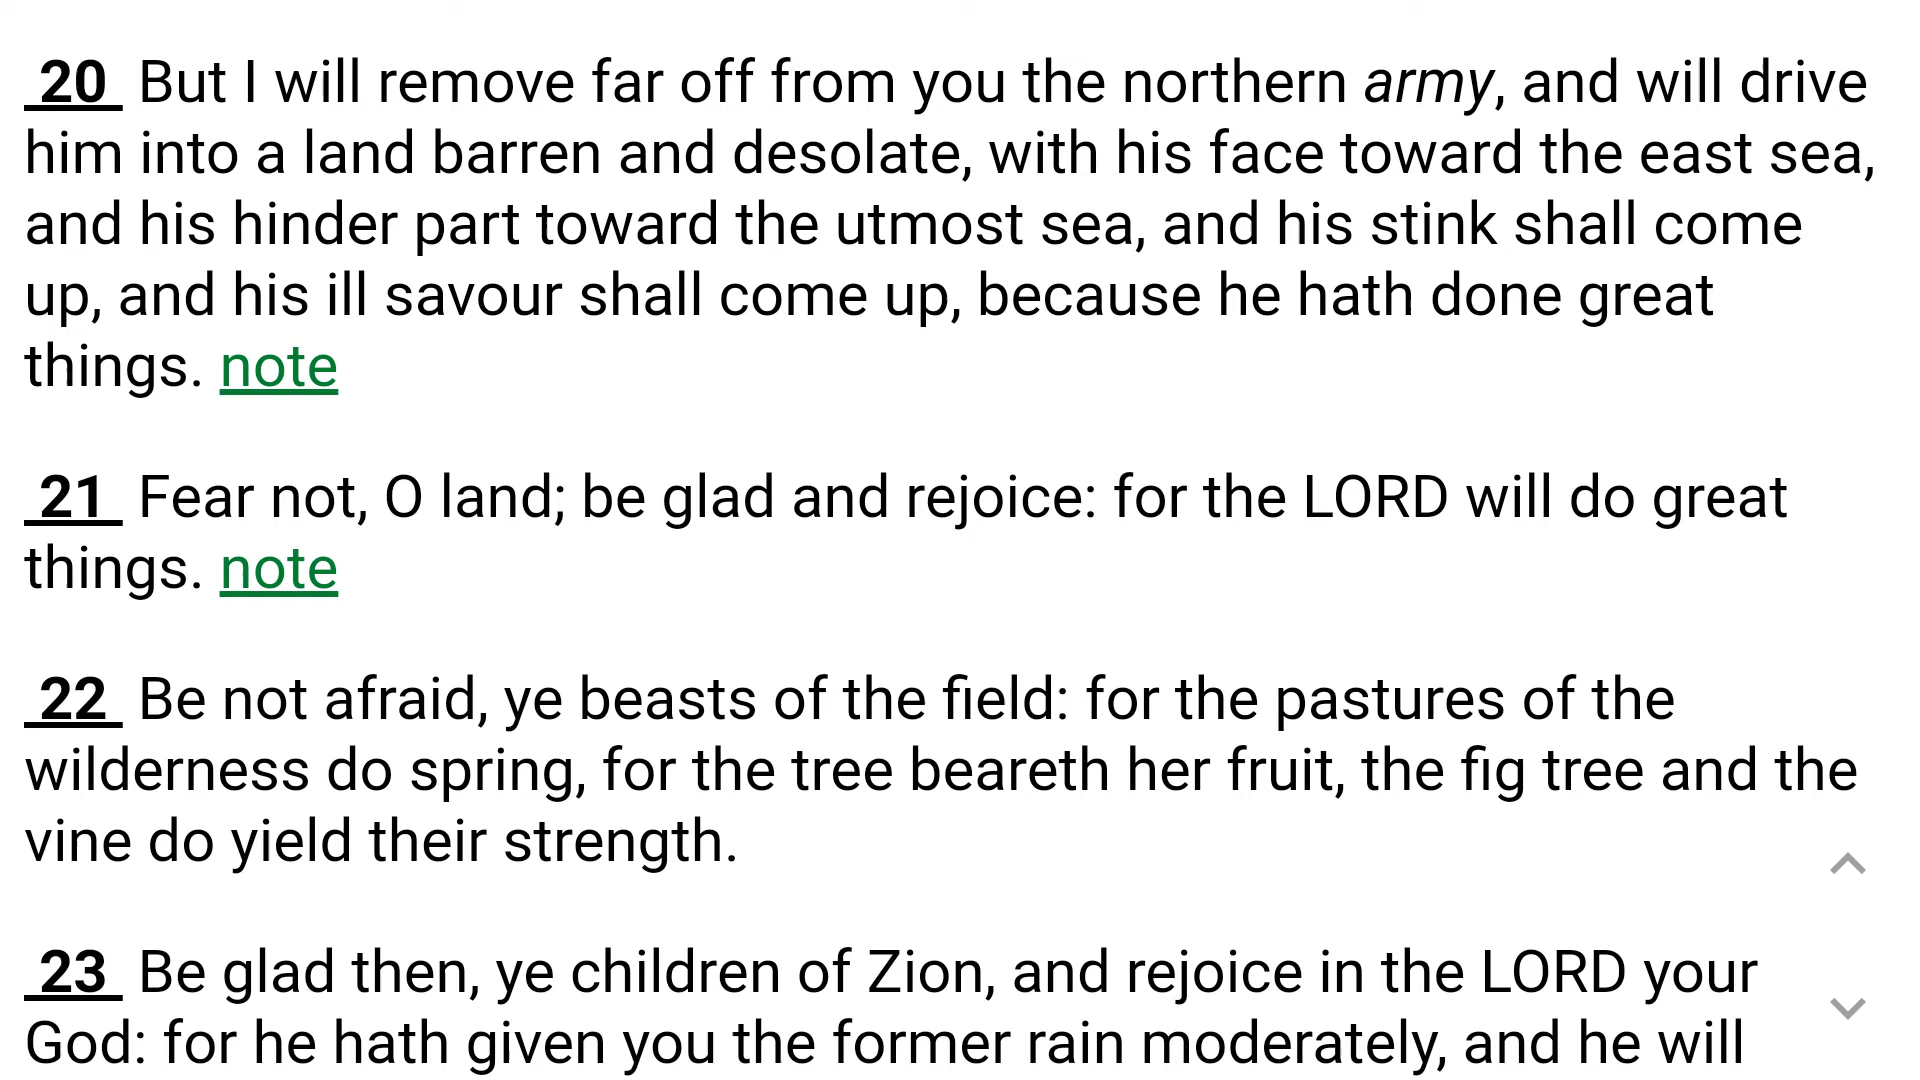 20 But I will remove far off from you the northern army, and will drive
him into a land barren and desolate, with his face toward the east sea,
and his hinder part toward the utmost sea, and his stink shall come
up, and his ill savour shall come up, because he hath done great
things. note
21 Fear not, O land; be glad and rejoice: for the LORD will do great
things. note
22 Be not afraid, ye beasts of the field: for the pastures of the
wilderness do spring, for the tree beareth her fruit, the fig tree and the
vine do yield their strength.
23 Be glad then, ye children of Zion, and rejoice in the LORD your
God: for he hath given you the former rain moderately, and he will